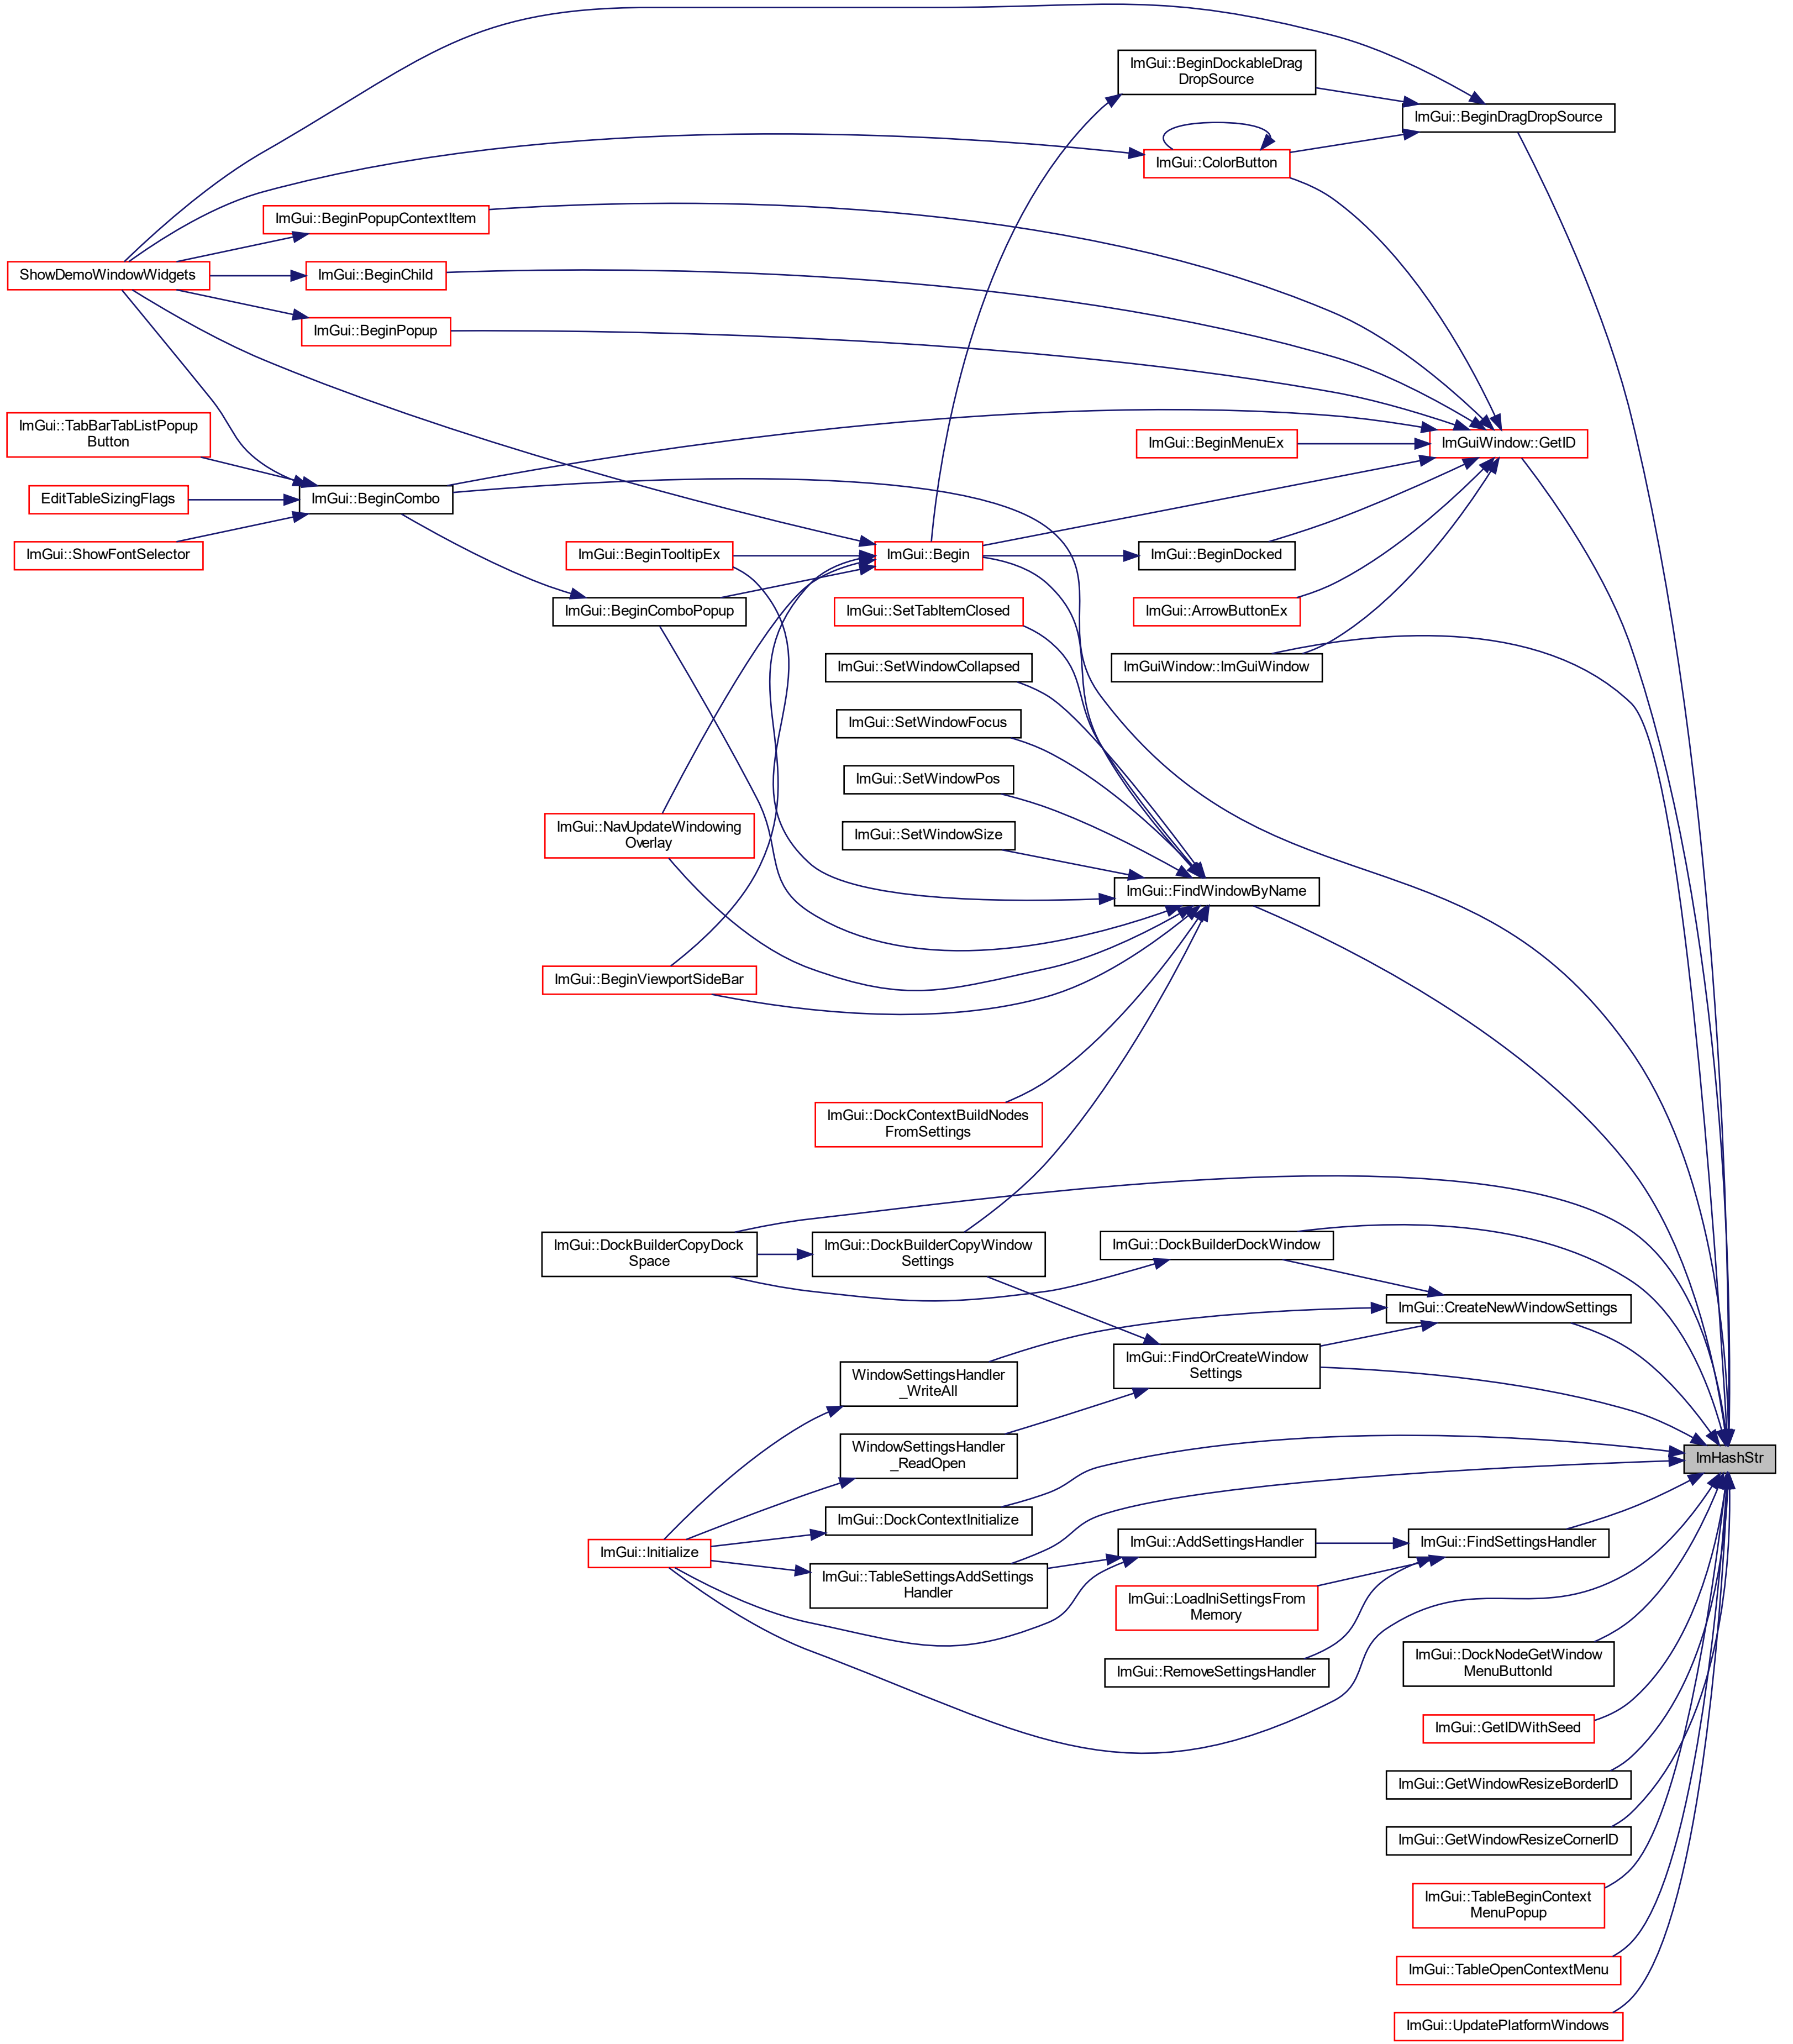 ImGui::BeginDockableDrag
DropSource
ImGui::BeginDragDropSource
ImGui::ColorButton
ImGui::BeginPopupContextItem
ShowDemoWindowWidgets
ImGui::BeginChild
ImGui::BeginPopup
ImGui::TabBarTabListPopup
Button
ImGui::BeginMenuEx
ImGuiWindow::GetID
EditTableSizingFlags
ImGui::BeginCombo
ImGui::ShowFontSelector
ImGui::BeginTooltipEx
ImGui::Begin
ImGui::BeginDocked
ImGui::BeginComboPopup
ImGui::SetTabItemClosed
ImGui::ArrowButtonEx
ImGui::SetWindowCollapsed
ImGuiWindow::ImGuiWindow
ImGui::SetWindowFocus
ImGui::SetWindowPos
ImGui::NavUpdateWindowing
Overlay
ImGui::SetWindowSize
ImGui::FindWindowByName
ImGui::BeginViewportSideBar
ImGui::DockContextBuildNodes
FromSettings
ImGui::DockBuilderCopyDock
Space
ImGui::DockBuilderCopyWindow
Settings
ImGui::DockBuilderDockWindow
ImGui::CreateNewWindowSettings
ImGui::FindOrCreateWindow
Settings
WindowSettingsHandler
_WriteAll
WindowSettingsHandler
_ReadOpen
ImHashStr
ImGui::DockContextInitialize
ImGui::Initialize
ImGui::AddSettingsHandler
ImGui::FindSettingsHandler
ImGui::TableSettingsAddSettings
Handler
ImGui::LoadIniSettingsFrom
Memory
ImGui::RemoveSettingsHandler
ImGui::DockNodeGetWindow
MenuButtonId
ImGui::GetIDWithSeed
ImGui::GetWindowResizeBorderID
ImGui::GetWindowResizeCornerID
ImGui::TableBeginContext
MenuPopup
ImGui::TableOpenContextMenu
ImGui::UpdatePlatformWindows